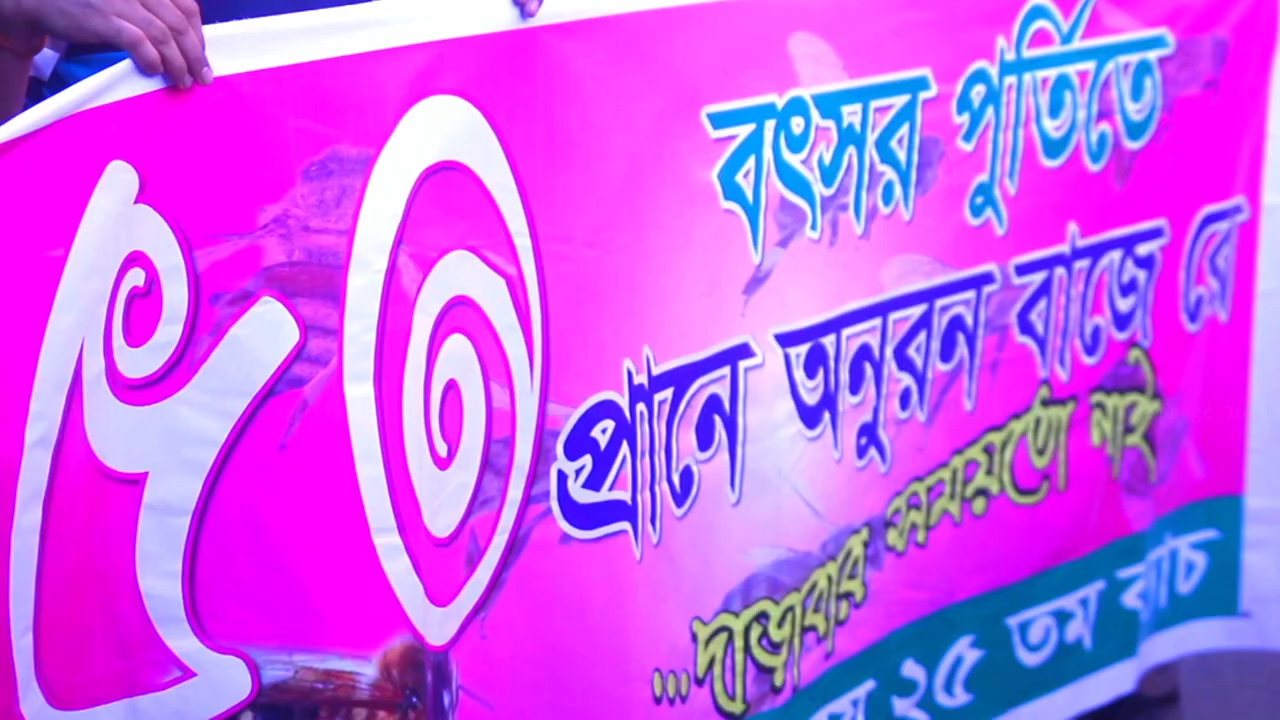 ৫০
বৎসর পুর্তিতে
প্রানে অনুরন বাজে রে
...দাড়াবার সময়তো নাই
২৫ তম ব্যাচ